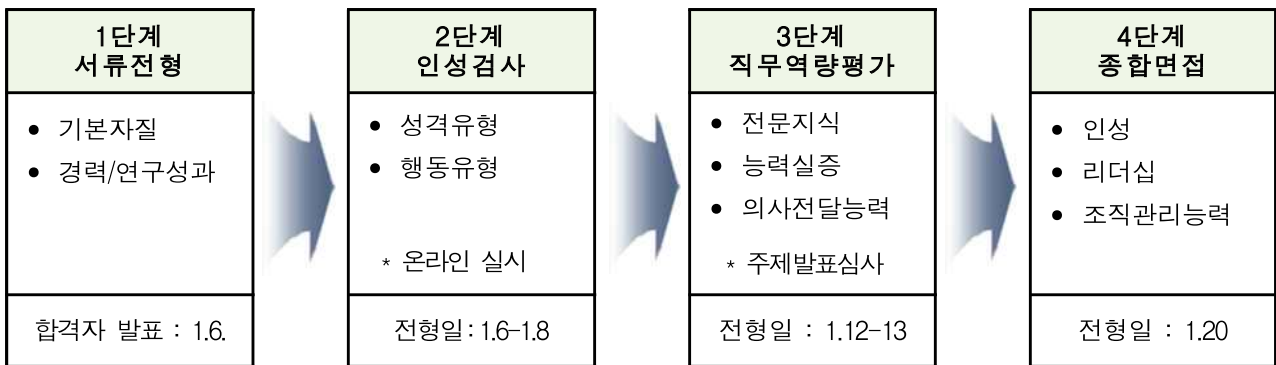 1단계
서류전형
• 기본자질
• 경력/연구성과
합격자 발표 : 1.6.
2단계
인성검사
• 성격유형
• 행동유형
* 온라인 실시
전형일:1.6-1.8
3단계
직무역량평가
• 전문지식
• 능력실증
• 의사전달능력
* 주제발표심사
전형일 : 1.12-13
4단계
종합면접
• 인성
• 리더십
• 조직관리능력
전형일 : 1.20